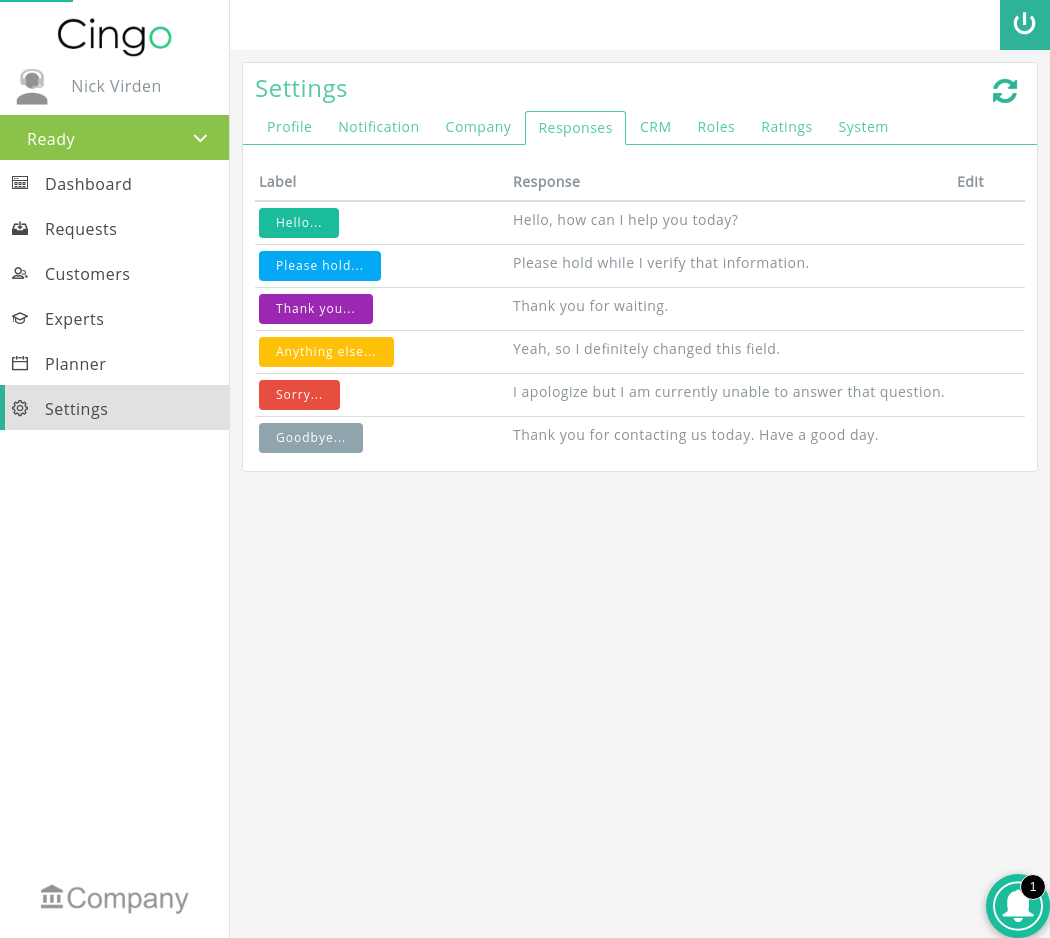 Cingo
Nick Virden
Ready
Dashboard
Requests
Customers
Experts
Planner
Settings
Company
Settings
Profile Notification Company Responses CRM Roles Ratings System
Label Response Edit
Hello... Hello, how can I help you today?
Please hold... Please hold while I verify that information.
Thank you... Thank you for waiting.
Anything else... Yeah, so I definitely changed this field.
Sorry... I apologize but I am currently unable to answer that question.
Goodbye... Thank you for contacting us today. Have a good day.
1